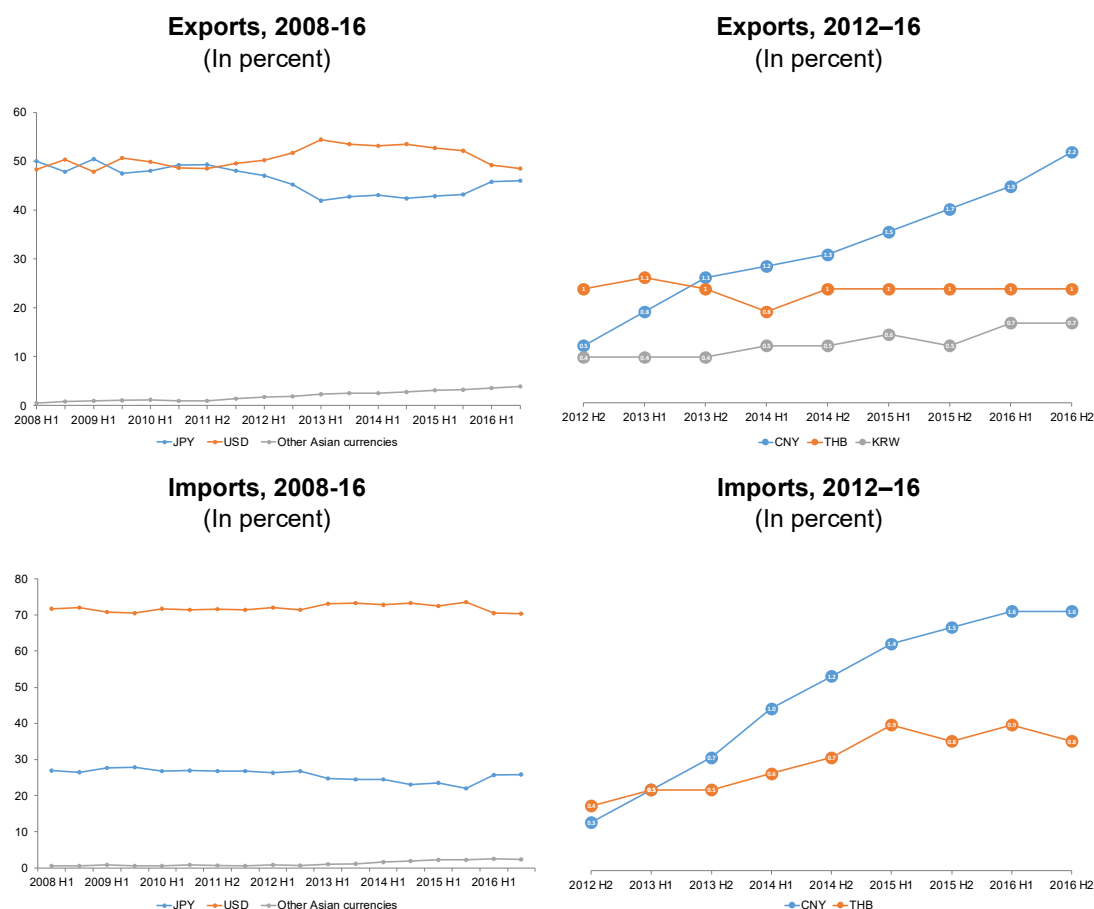 Exports, 2008-16
(In percent)
60
50
40
30
20
10
0
2008 H1 2009 H1 2010 H1 2011 H2 2012 H1 2013 H1 2014 H1 2015 H1 2016 H1
JPY USD Other Asian currencies
Exports, 2012–16
(In percent)
0.5 0.8 1.1 1.2 1.3 1.5 1.7 1.9 2.2
1 1.1 1 0.8 1 1 1 1 1
0.4 0.4 0.4 0.5 0.5 0.6 0.5 0.7 0.7
2012 H2 2013 H1 2013 H2 2014 H1 2014 H2 2015 H1 2015 H2 2016 H1 2016 H2
CNY THB KRW
Imports, 2008-16
(In percent)
80
70
60
50
40
30
20
10
0
2008 H1 2009 H1 2010 H1 2011 H2 2012 H1 2013 H1 2014 H1 2015 H1 2016 H1
JPY USD Other Asian currencies
Imports, 2012–16
(In percent)
0.3 0.7 1.0 1.2 1.4 1.5 1.6 1.6
0.4 0.5 0.5 0.6 0.7 0.9 0.8 0.9 0.8
2012 H2 2013 H1 2013 H2 2014 H1 2014 H2 2015 H1 2015 H2 2016 H1 2016 H2
CNY THB